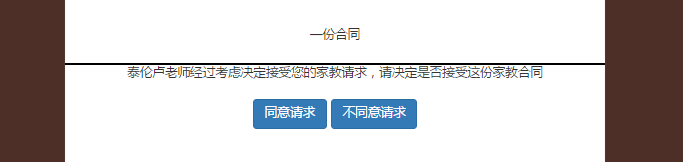 一份合同
泰伦卢老师经过考虑决定接受您的家教请求，请决定是否接受这份家教合同
同意请求 不同意请求